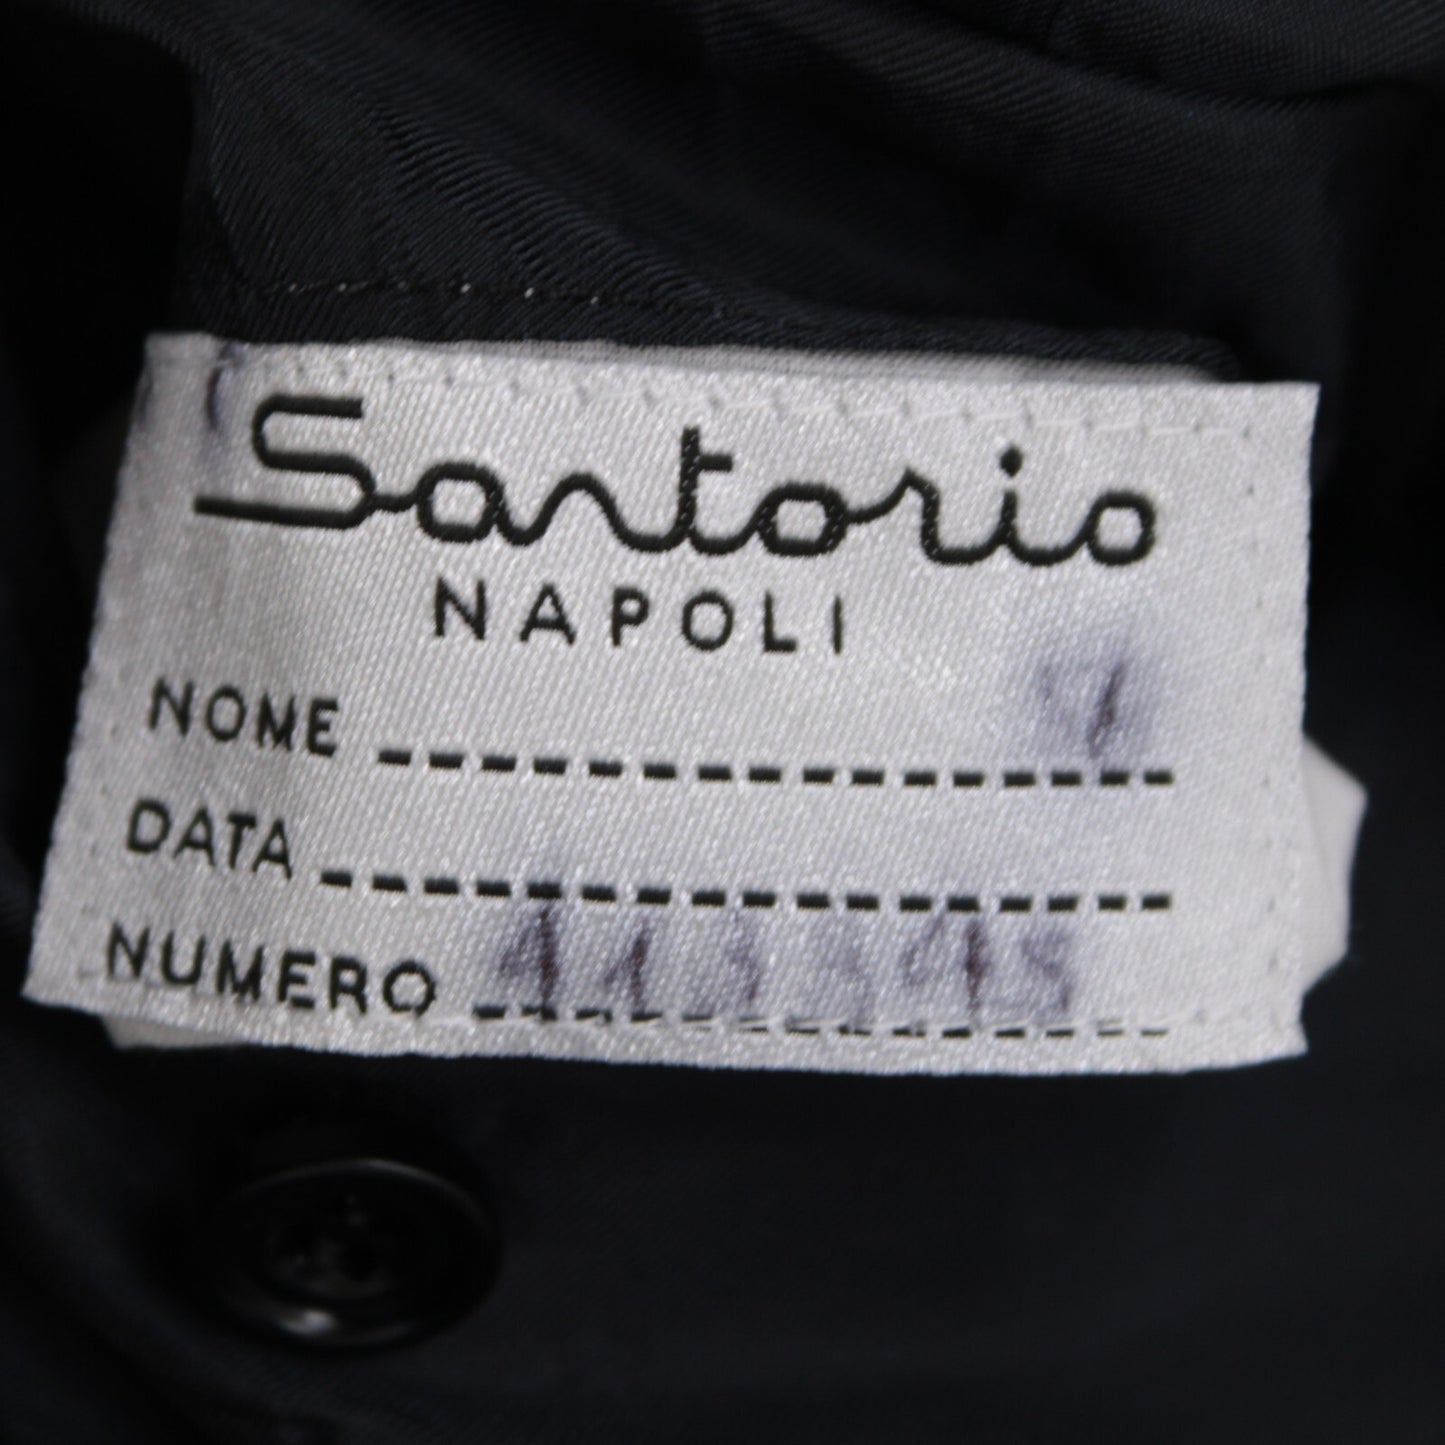 Sartorio
NAPOLI
NOME
DATA
NUMERO